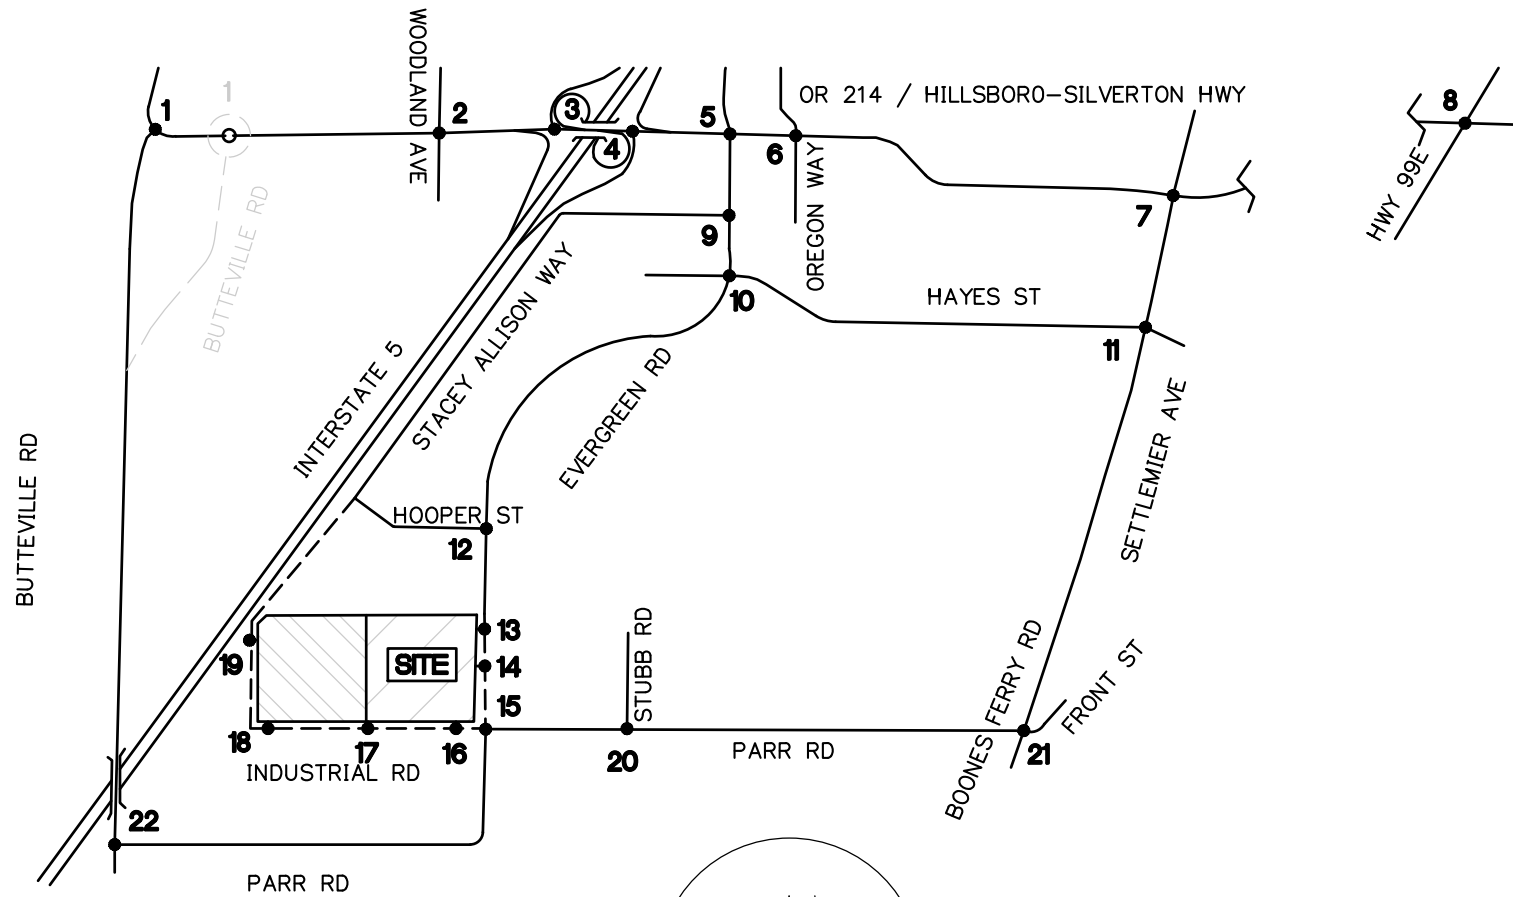 WOODLAND AVE
1
1
2
3
4
5
6
OR 214 / HILLSBORO-SILVERTON HWY
8
HWY 99E
7
OREGON WAY
BUTTEVILLE RD
9
10
HAYES ST
11
INTERSTATE 5
STACEY ALLISON WAY
EVERGREEN RD
SETTLEMIER AVE
BUTTEVILLE RD
HOOPER ST
12
13
SITE
14
19
15
STUBB RD
BOONES FERRY RD
FRONT ST
18
17
16
20
PARR RD
21
INDUSTRIAL RD
22
PARR RD